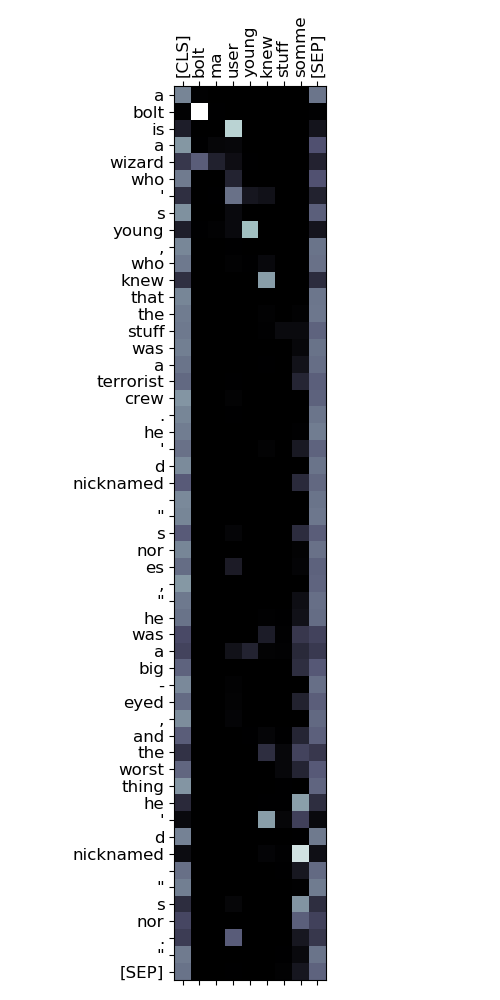 [CLS]
bolt
ma
user
young
knew
stuff
somme
[SEP]
a
bolt
is
a
wizard
who
'
s
young
,
who
knew
that
the
stuff
was
a
terrorist
crew
.
he
'
d
nicknamed
"
s
nor
es
,
"
he
was
a
big
-
eyed
,
and
the
worst
thing
he
'
d
nicknamed
"
s
nor
.
"
[SEP]